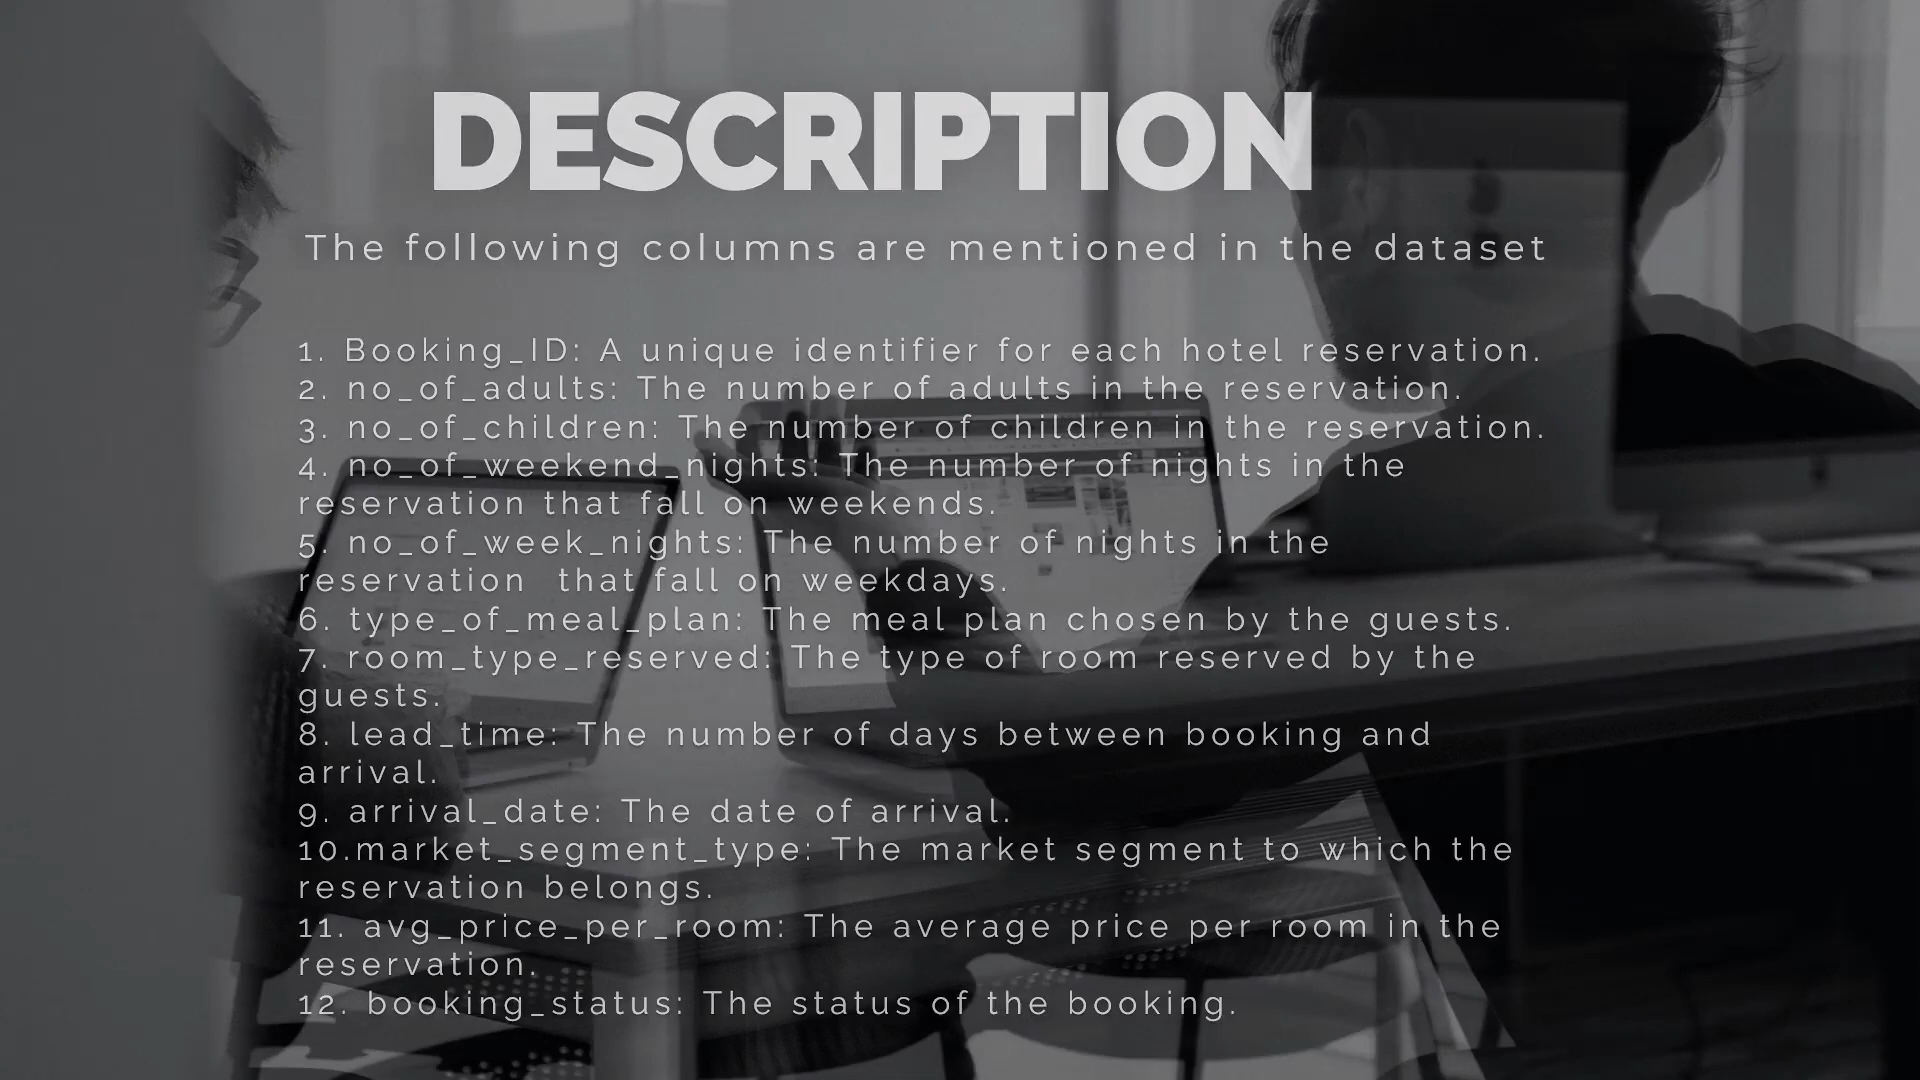 DESCRIPTION
The following columns are mentioned in the dataset
1. Booking_ID: A unique identifier for each hotel reservation.
2. no_of_adults: The number of adults in the reservation.
3. no_of_children: The number of children in the reservation.
4. no_of_weekend_nights: The number of nights in the
reservation that fall on weekends.
5. no_of_week_nights: The number of nights in the
reservation  that fall on weekdays.
6. type_of_meal_plan: The meal plan chosen by the guests.
7. room_type_reserved: The type of room reserved by the
guests.
8. lead_time: The number of days between booking and
arrival.
9. arrival_date: The date of arrival.
10.market_segment_type: The market segment to which the
reservation belongs.
11. avg_price_per_room: The average price per room in the
reservation.
12. booking_status: The status of the booking.